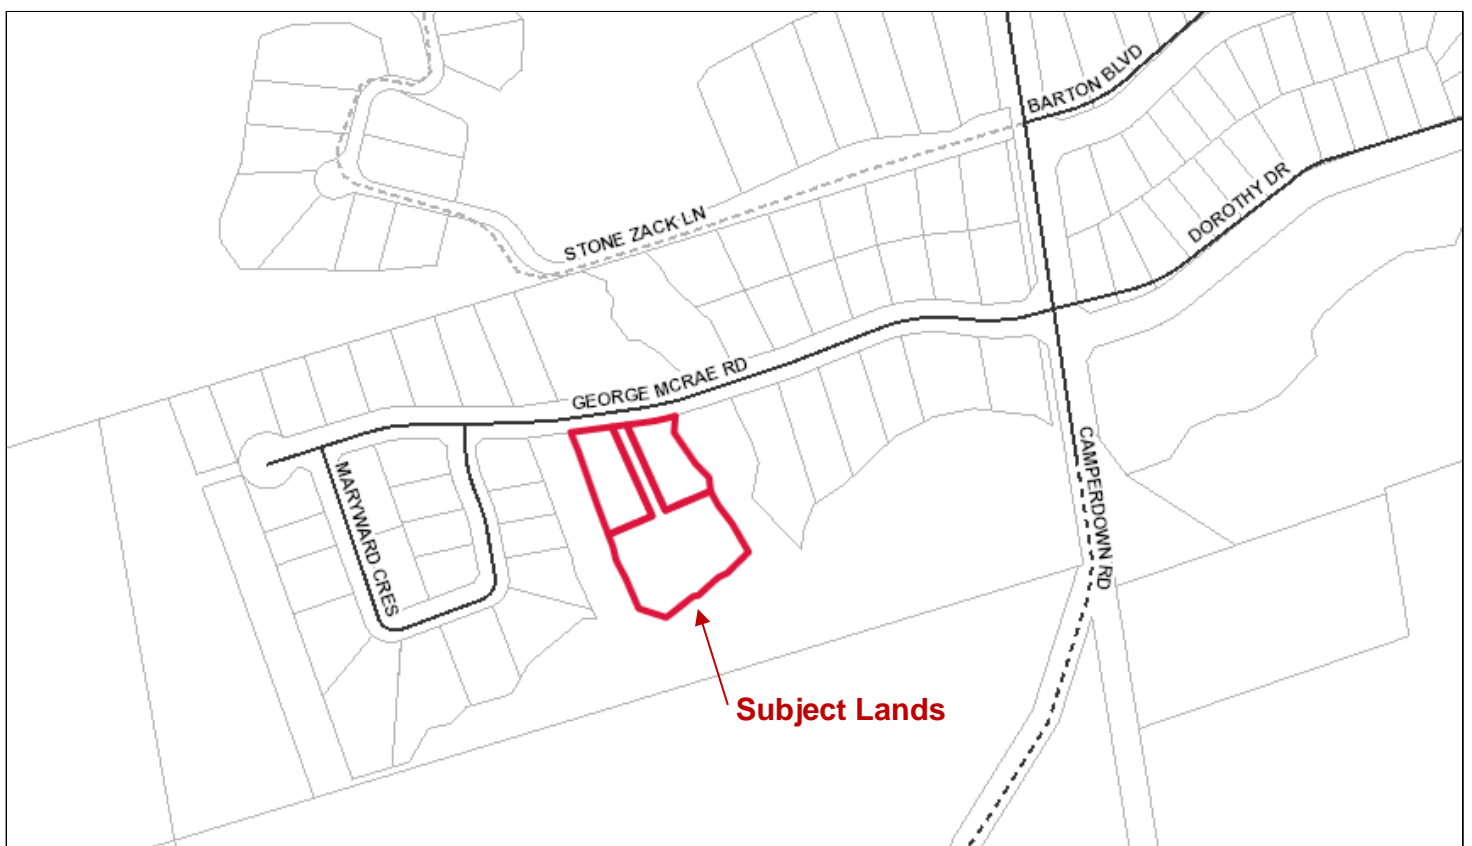 BARTON BLVD
STONE ZACK LN
DOROTHY DR
GEORGE MCRAE RD
MARYWARD CRES
CAMPERDOWN RD
Subject Lands